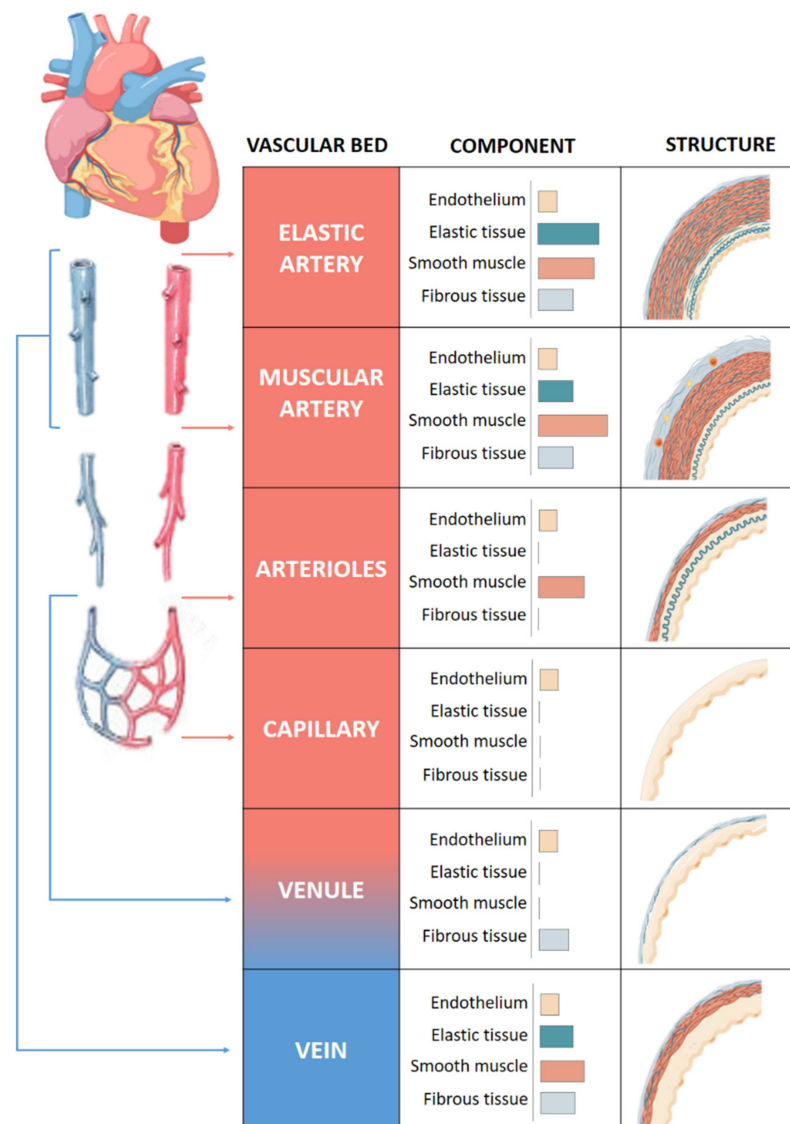 VASCULAR BED COMPONENT STRUCTURE
ELASTIC
ARTERY
Endothelium
Elastic tissue
Smooth muscle
Fibrous tissue
MUSCULAR
ARTERY
Endothelium
Elastic tissue
Smooth muscle
Fibrous tissue
ARTERIOLES
Endothelium
Elastic tissue
Smooth muscle
Fibrous tissue
CAPILLARY
Endothelium
Elastic tissue
Smooth muscle
Fibrous tissue
VENULE
Endothelium
Elastic tissue
Smooth muscle
Fibrous tissue
VEIN
Endothelium
Elastic tissue
Smooth muscle
Fibrous tissue